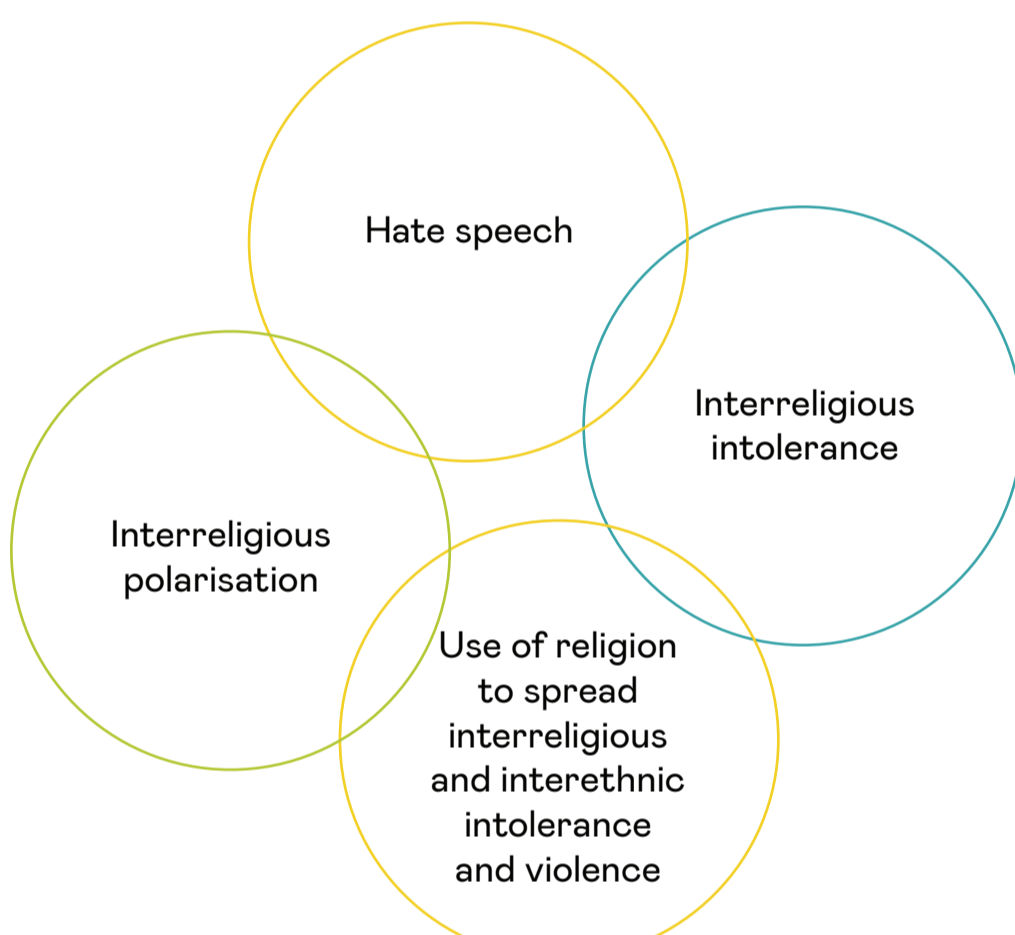 Hate speech
Interreligious
intolerance
Interreligious
polarisation
Use of religion
to spread
interreligious
and interethnic
intolerance
and violence